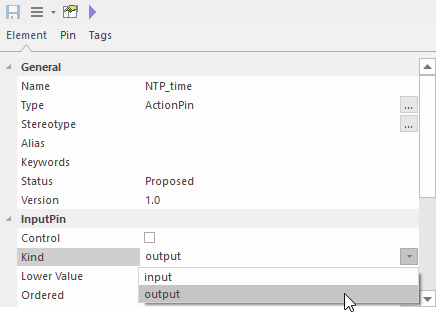 Element Pin Tags
General
Name NTP_time
Type ActionPin ...
Stereotype ...
Alias
Keywords
Status Proposed
Version 1.0
InputPin
Control
Kind output
Lower Value input
Ordered output